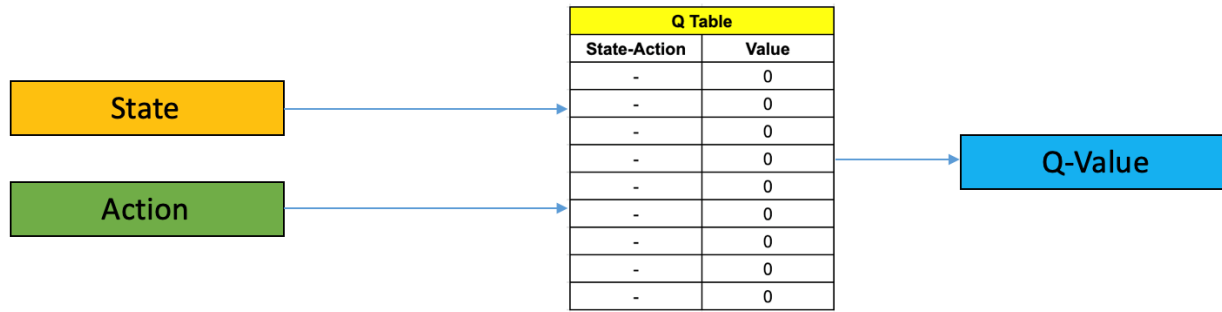 Q Table
State-Action Value
- 0
- 0
State
- 0
- 0
Q-Value
- 0
Action
- 0
- 0
- 0
- 0